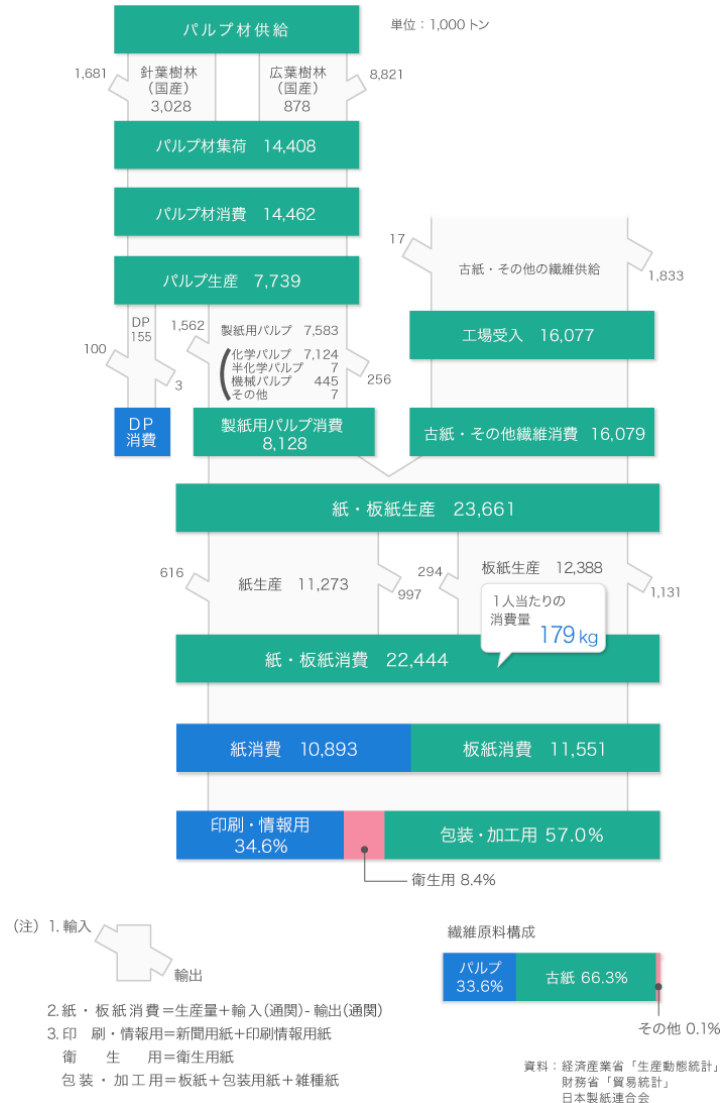 パルプ材供給
単位：1,000トン
1,681
針葉樹林
（国産）
3,028
広葉樹林
（国産）
878
8,821
パルプ材集荷 14,408
パルプ材消費 14,462
17
古紙・その他の繊維供給
1,833
パルプ生産 7,739
DP
155
100
3
1,562
製紙用パルプ 7,583
化学パルプ 7,124
半化学パルプ 7
機械パルプ 445
その他 7
256
工場受入 16,077
DP
消費
製紙用パルプ消費
8,128
古紙・その他繊維消費 16,079
紙・板紙生産 23,661
616
紙生産 11,273
997
294
板紙生産 12,388
1,131
1人当たりの
消費量
179kg
紙・板紙消費 22,444
紙消費 10,893
板紙消費 11,551
印刷・情報用
34.6%
包装・加工用 57.0%
衛生用 8.4%
（注）1. 輸入
輸出
2. 紙・板紙消費＝生産量＋輸入(通関)- 輸出(通関)
3. 印刷・情報用＝新聞用紙+印刷情報用紙
衛生用＝衛生用紙
包装・加工用＝板紙+包装用紙+雑種紙
繊維原料構成
パルプ
33.6%
古紙 66.3%
その他 0.1%
資料：経済産業省「生産動態統計」
財務省「貿易統計」
日本製紙連合会